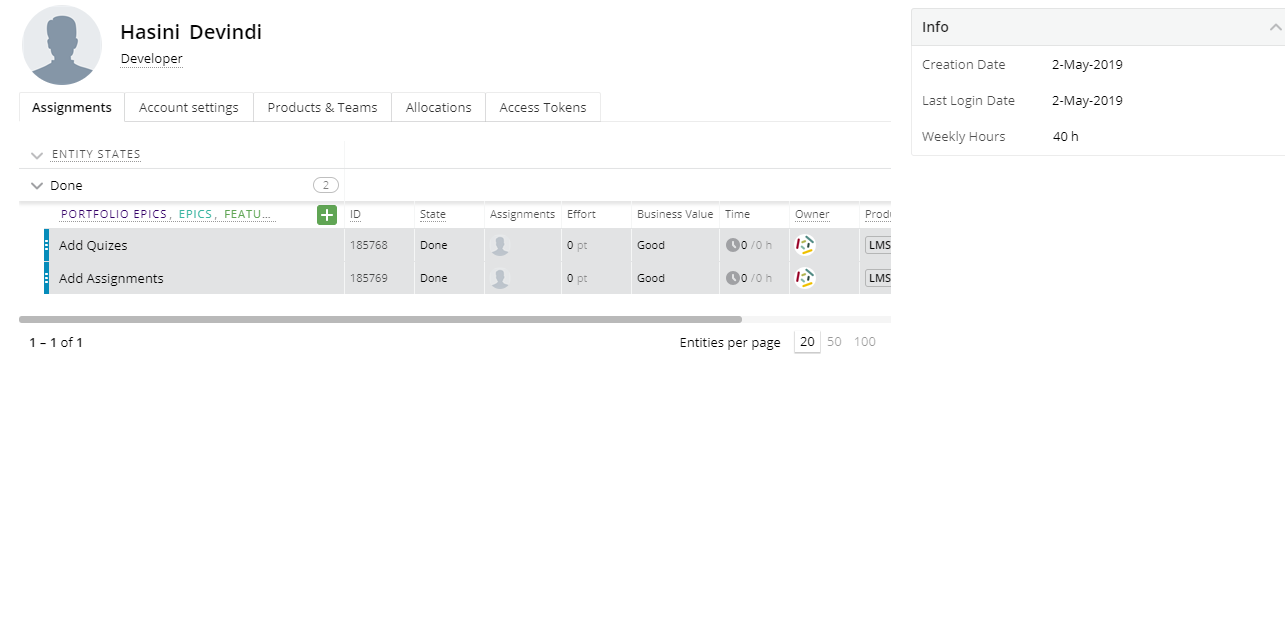 Hasini Devindi
Developer
Assignments Account settings Products & Teams Allocations Access Tokens
ENTITY STATES
Done 2
PORTFOLIO EPICS, EPICS, FEATU... ID State Assignments Effort Business Value Time Owner Produ
Add Quizes 185768 Done 0 pt Good 0 / 0 h LMS
Add Assignments 185769 Done 0 pt Good 0 / 0 h LMS
1 – 1 of 1 Entities per page 20 50 100
Info
Creation Date 2-May-2019
Last Login Date 2-May-2019
Weekly Hours 40 h